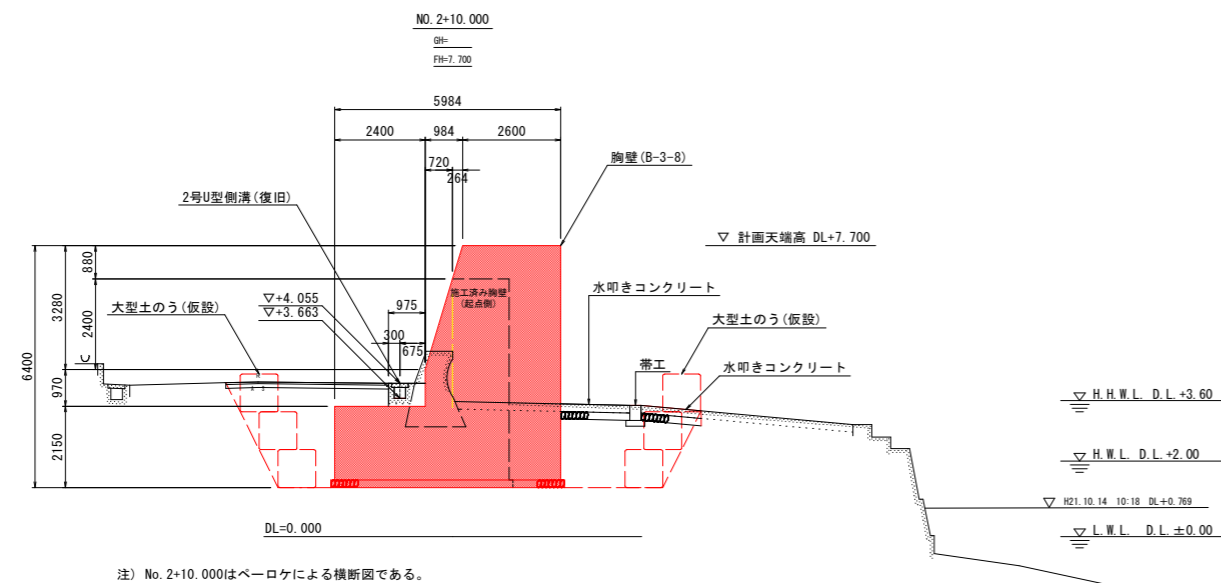 NO.2+10.000
GH=
FH=7.700
5984
2400
984
2600
720
264
胸壁(B-3-8)
2号U型側溝(復旧)
▽ 計画天端高 DL+7.700
880
3280
2400
6400
970
2150
施工済み胸壁
(起点側)
水叩きコンクリート
大型土のう(仮設)
▽+4.055
▽+3.663
975
300
675
大型土のう(仮設)
帯工
水叩きコンクリート
▽ H.H.W.L. D.L.+3.60
▽ H.W.L. D.L.+2.00
▽ H21.10.14 10:18 DL+0.769
▽ L.W.L. D.L.±0.00
DL=0.000
注) No.2+10.000はペーロケによる横断図である。